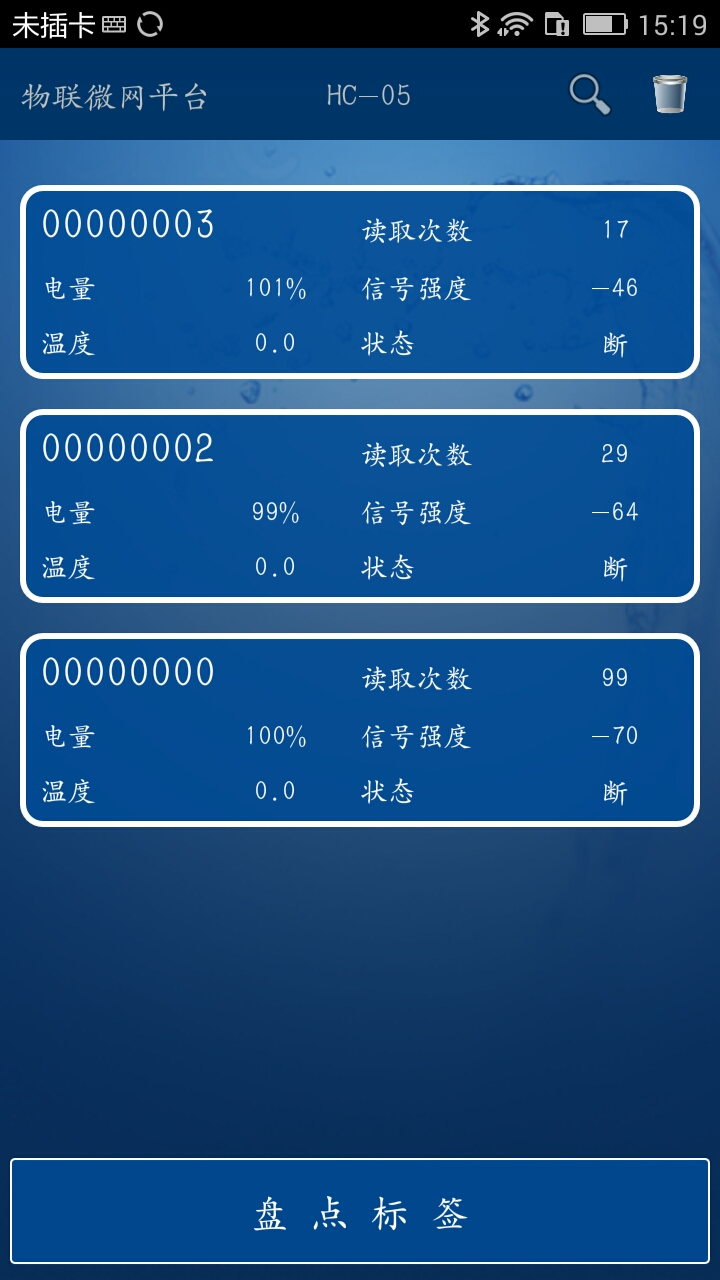 未插卡 15:19
物联微网平台 HC-05
00000003 读取次数 17
电量 101% 信号强度 -46
温度 0.0 状态 断
00000002 读取次数 29
电量 99% 信号强度 -64
温度 0.0 状态 断
00000000 读取次数 99
电量 100% 信号强度 -70
温度 0.0 状态 断
盘点标签